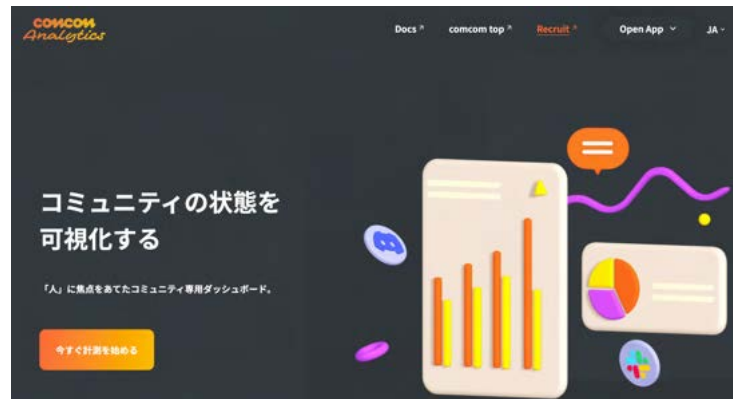 comcom
Analytics
Docs
comcom top
Recruit
Open App
JA
コミュニティの状態を
可視化する
「人」に焦点をあてたコミュニティ専用ダッシュボード。
今すぐ計測を始める